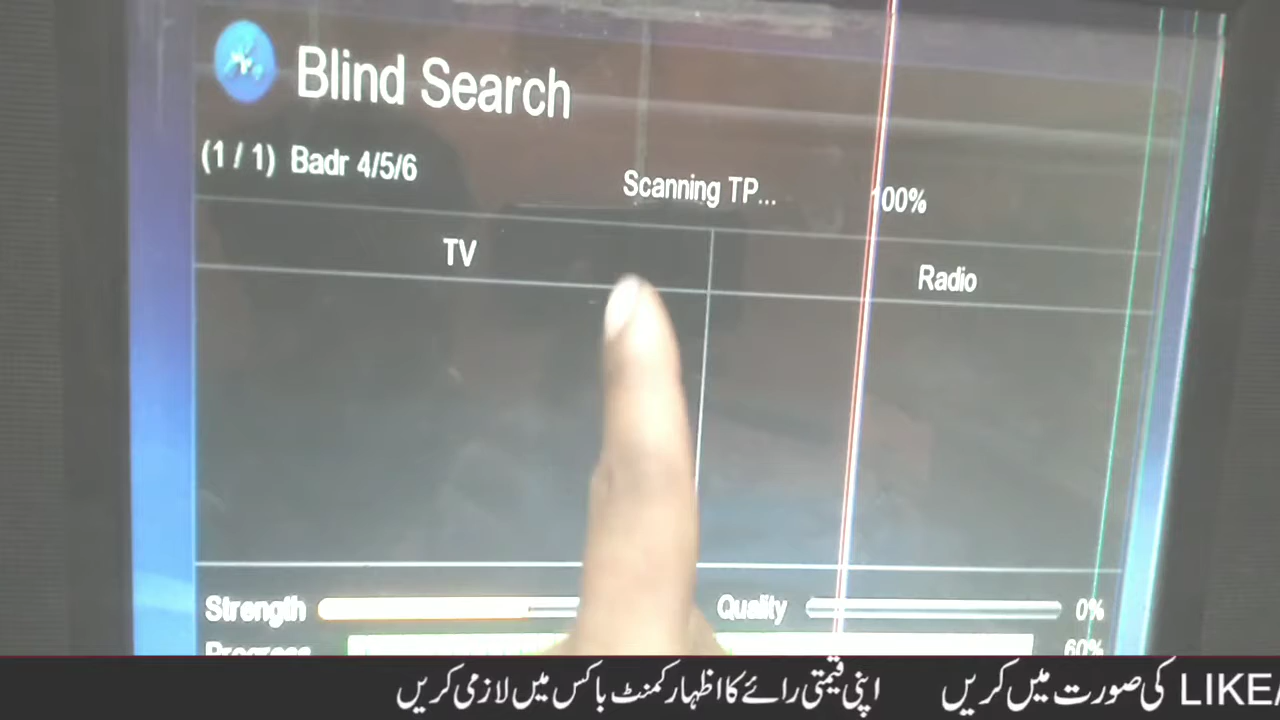 Blind Search
(1 / 1) Badr 4/5/6
Scanning TP... 100%
TV Radio
Strength Quality 0%
Progress 60%
اپنی قیمتی رائے کا اظہار کمنٹ باکس میں لازمی کریں
LIKE/ کی صورت میں کریں